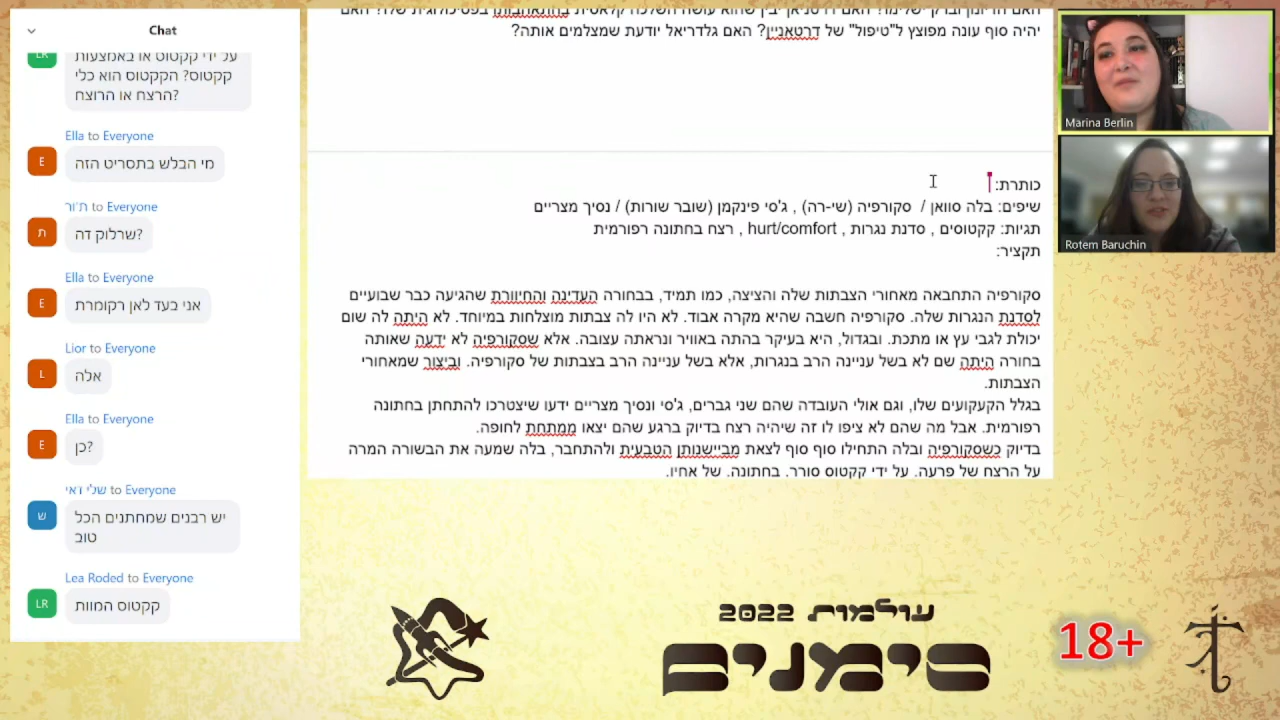 Chat
על ידי קקטוס או באמצעות
קקטוס? הקקטוס הוא כלי
הרצח או הרוצח?
Ella to Everyone
E
מי הבלש בתסריט הזה
ת'ור to Everyone
ת
שרלוק דה?
Ella to Everyone
E
אני בעד לאן רקומרת
Lior to Everyone
L
אלה
Ella to Everyone
E
כן?
שלי דאי to Everyone
ש
יש רבנים שמחתנים הכל
טוב
Lea Roded to Everyone
LR
קקטוס המוות
יהיה סוף עונה מפוצץ ל"טיפול" של דרטאניין? האם גלדריאל יודעת שמצלמים אותה?
כותרת:
שיפים: בלה סוואן / סקורפיה (שי-רה) , ג'סי פינקמן (שובר שורות) / נסיך מצריים
תגיות: קקטוסים , סדנת נגרות , hurt/comfort , רצח בחתונה רפורמית
תקציר:
סקורפיה התחבאה מאחורי הצבתות שלה והציצה, כמו תמיד, בבחורה העדינה והחיוורת שהגיעה כבר שבועיים
לסדנת הנגרות שלה. סקורפיה חשבה שהיא מקרה אבוד. לא היו לה צבתות מוצלחות במיוחד. לא היתה לה שום
יכולת לגבי עץ או מתכת. ובגדול, היא בעיקר בהתה באוויר ונראתה עצובה. אלא שסקורפיה לא ידעה שאותה
בחורה היתה שם לא בשל עניינה הרב בנגרות, אלא בשל עניינה הרב בצבתות של סקורפיה. וביצור שמאחורי
הצבתות.
בגלל הקעקועים שלו, וגם אולי העובדה שהם שני גברים, ג'סי ונסיך מצריים ידעו שיצטרכו להתחתן בחתונה
רפורמית. אבל מה שהם לא ציפו לו זה שיהיה רצח בדיוק ברגע שהם יצאו ממתחת לחופה.
בדיוק כשסקורפיה ובלה התחילו סוף סוף לצאת מביישנותן הטבעית ולהתחבר, בלה שמעה את הבשורה המרה
על הרצח של פרעה. על ידי קקטוס סורר. בחתונה. של אחיו.
Marina Berlin
Rotem Baruchin
עולמות 2022
סימנים
18+